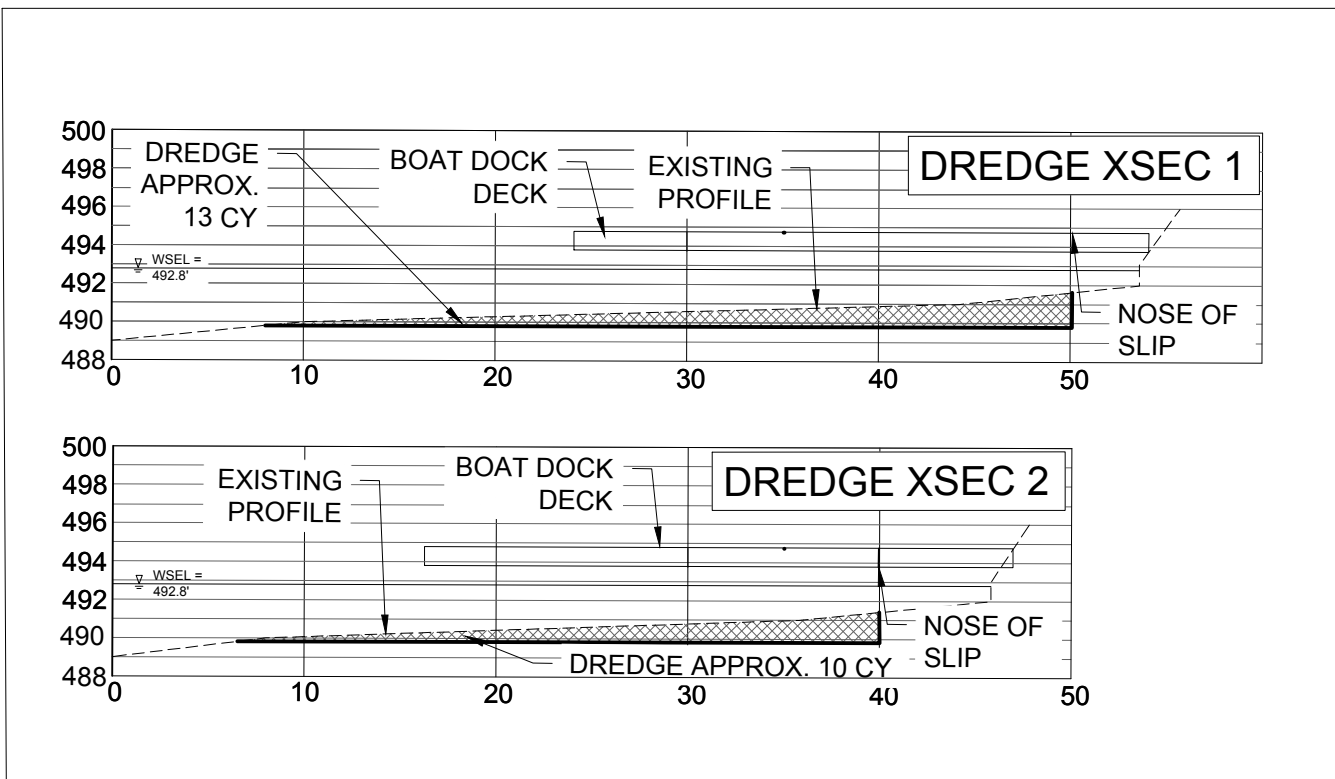 500
498
496
494
492
490
488
DREDGE
APPROX.
13 CY
BOAT DOCK
DECK
EXISTING
PROFILE
DREDGE XSEC 1
WSEL =
492.8'
NOSE OF
SLIP
0 10 20 30 40 50
500
498
496
494
492
490
488
EXISTING
PROFILE
BOAT DOCK
DECK
DREDGE XSEC 2
WSEL =
492.8'
NOSE OF
SLIP
DREDGE APPROX. 10 CY
0 10 20 30 40 50